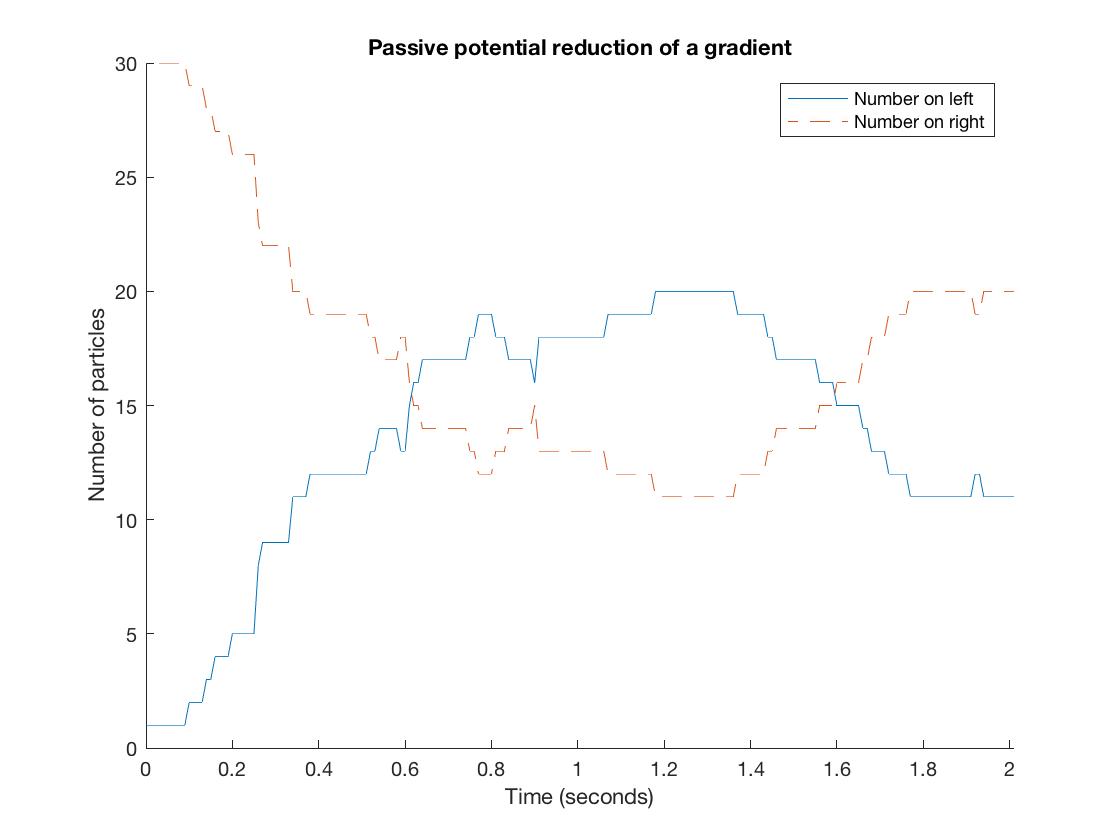 Passive potential reduction of a gradient
Number on left
Number on right
30
25
20
15
10
5
0
Number of particles
0 0.2 0.4 0.6 0.8 1 1.2 1.4 1.6 1.8 2
Time (seconds)